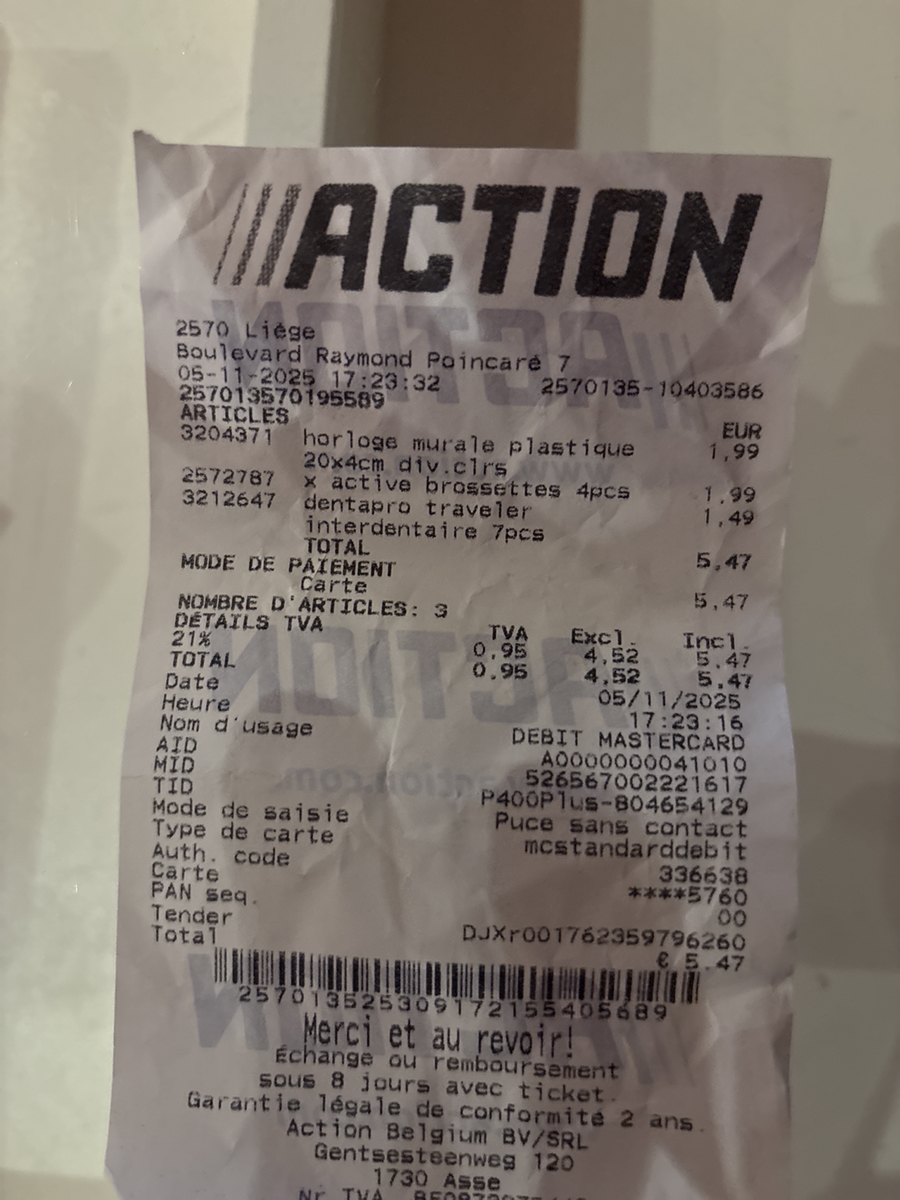 ACTION
2570 Liége
Boulevard Raymond Poincaré 7
05-11-2025 17:23:32 2570135-10403586
257013570195589
ARTICLES EUR
3204371 horloge murale plastique 1,99
20x4cm div.clrs
2572787 x active brossettes 4pcs 1,99
3212647 dentapro traveler 1,49
interdentaire 7pcs
TOTAL 5,47
MODE DE PAIEMENT
Carte 5,47
NOMBRE D'ARTICLES: 3
DÉTAILS TVA TVA Excl. Incl.
21% 0,95 4,52 5,47
TOTAL 0,95 4,52 5,47
Date 05/11/2025
Heure 17:23:16
Nom d'usage DEBIT MASTERCARD
AID A0000000041010
MID 526567002221617
TID P400Plus-804654129
Mode de saisie Puce sans contact
Type de carte mcstandarddebit
Auth. code 336638
Carte ****5760
PAN seq. 00
Tender DJXr001762359796260
Total € 5.47
257013525309172155405689
Merci et au revoir!
Échange ou remboursement
sous 8 jours avec ticket.
Garantie légale de conformité 2 ans.
Action Belgium BV/SRL
Gentsesteenweg 120
1730 Asse
Nr TVA